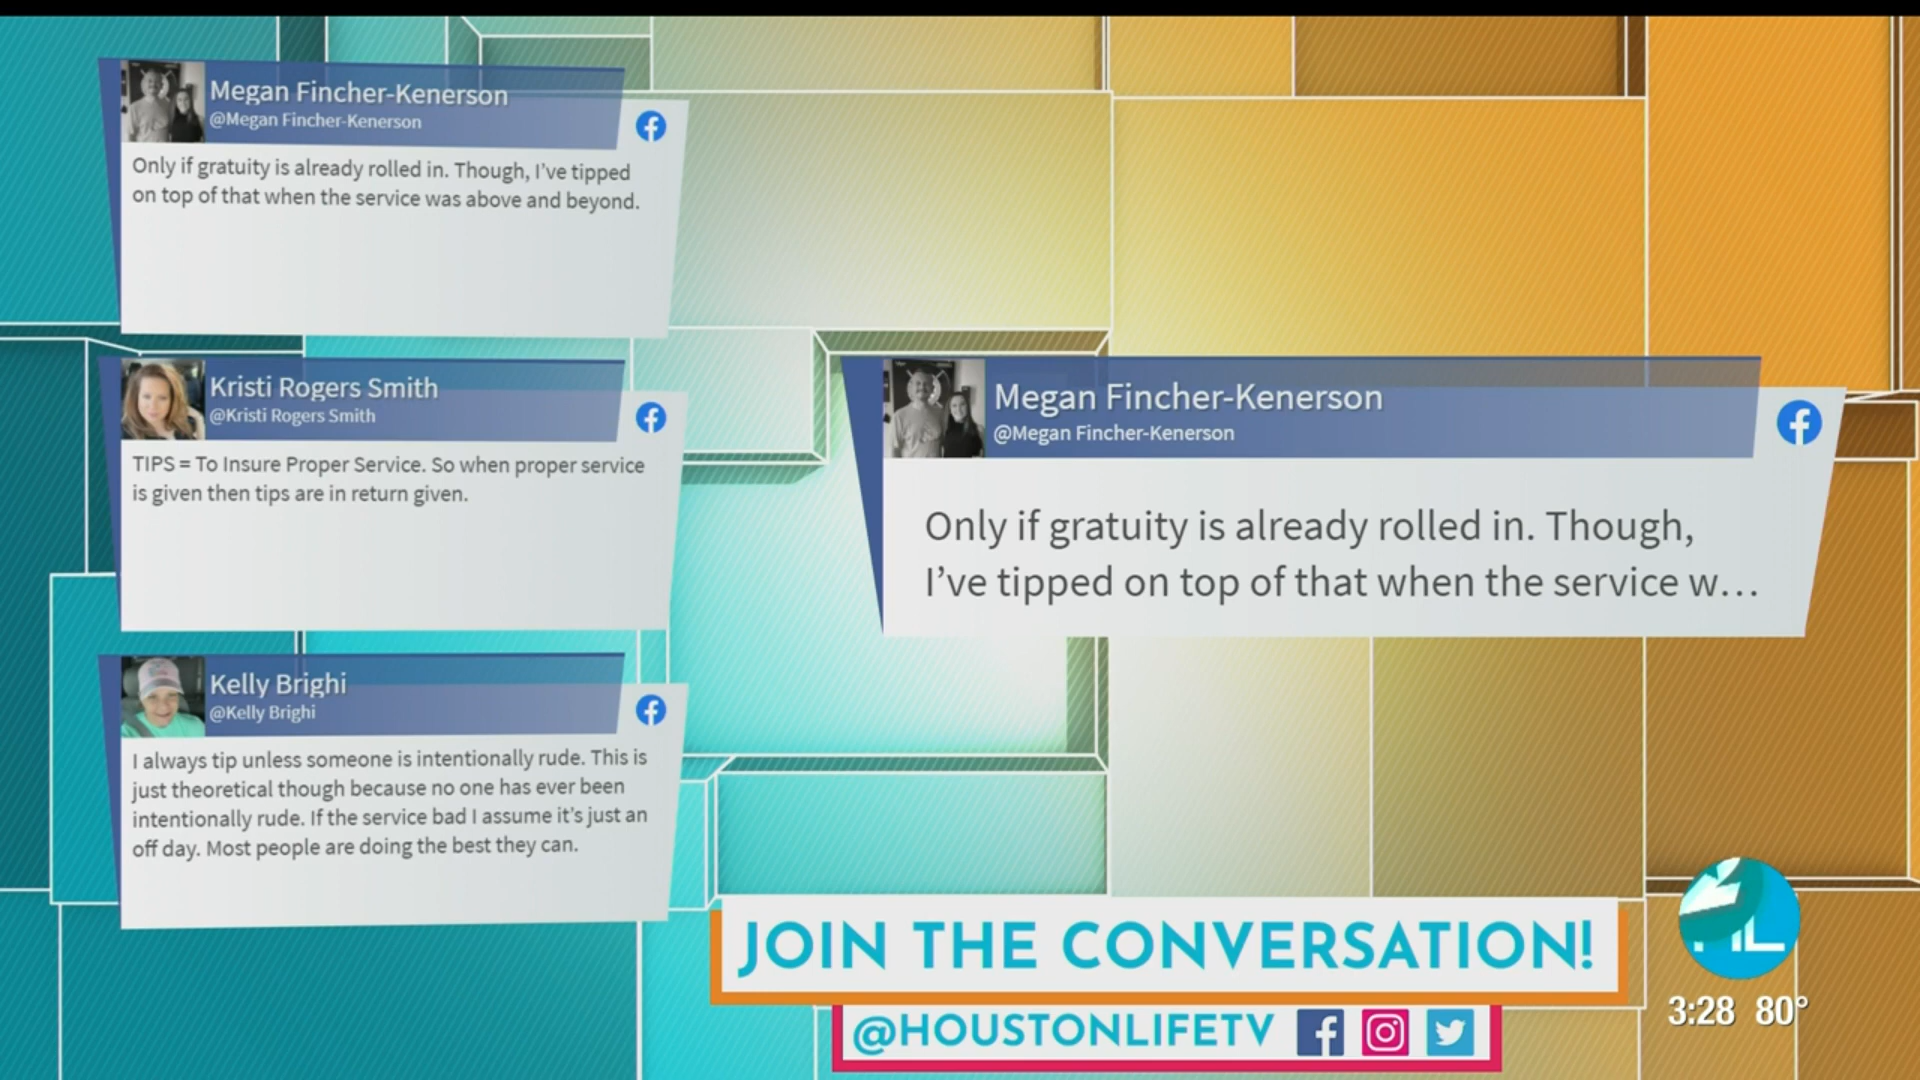 Megan Fincher-Kenerson
@Megan Fincher-Kenerson
Only if gratuity is already rolled in. Though, I've tipped
on top of that when the service was above and beyond.
Kristi Rogers Smith
@Kristi Rogers Smith
TIPS = To Insure Proper Service. So when proper service
is given then tips are in return given.
Kelly Brighi
@Kelly Brighi
I always tip unless someone is intentionally rude. This is
just theoretical though because no one has ever been
intentionally rude. If the service bad I assume it's just an
off day. Most people are doing the best they can.
Megan Fincher-Kenerson
@Megan Fincher-Kenerson
Only if gratuity is already rolled in. Though,
I've tipped on top of that when the service w...
JOIN THE CONVERSATION!
@HOUSTONLIFETV
HL
3:28 80°